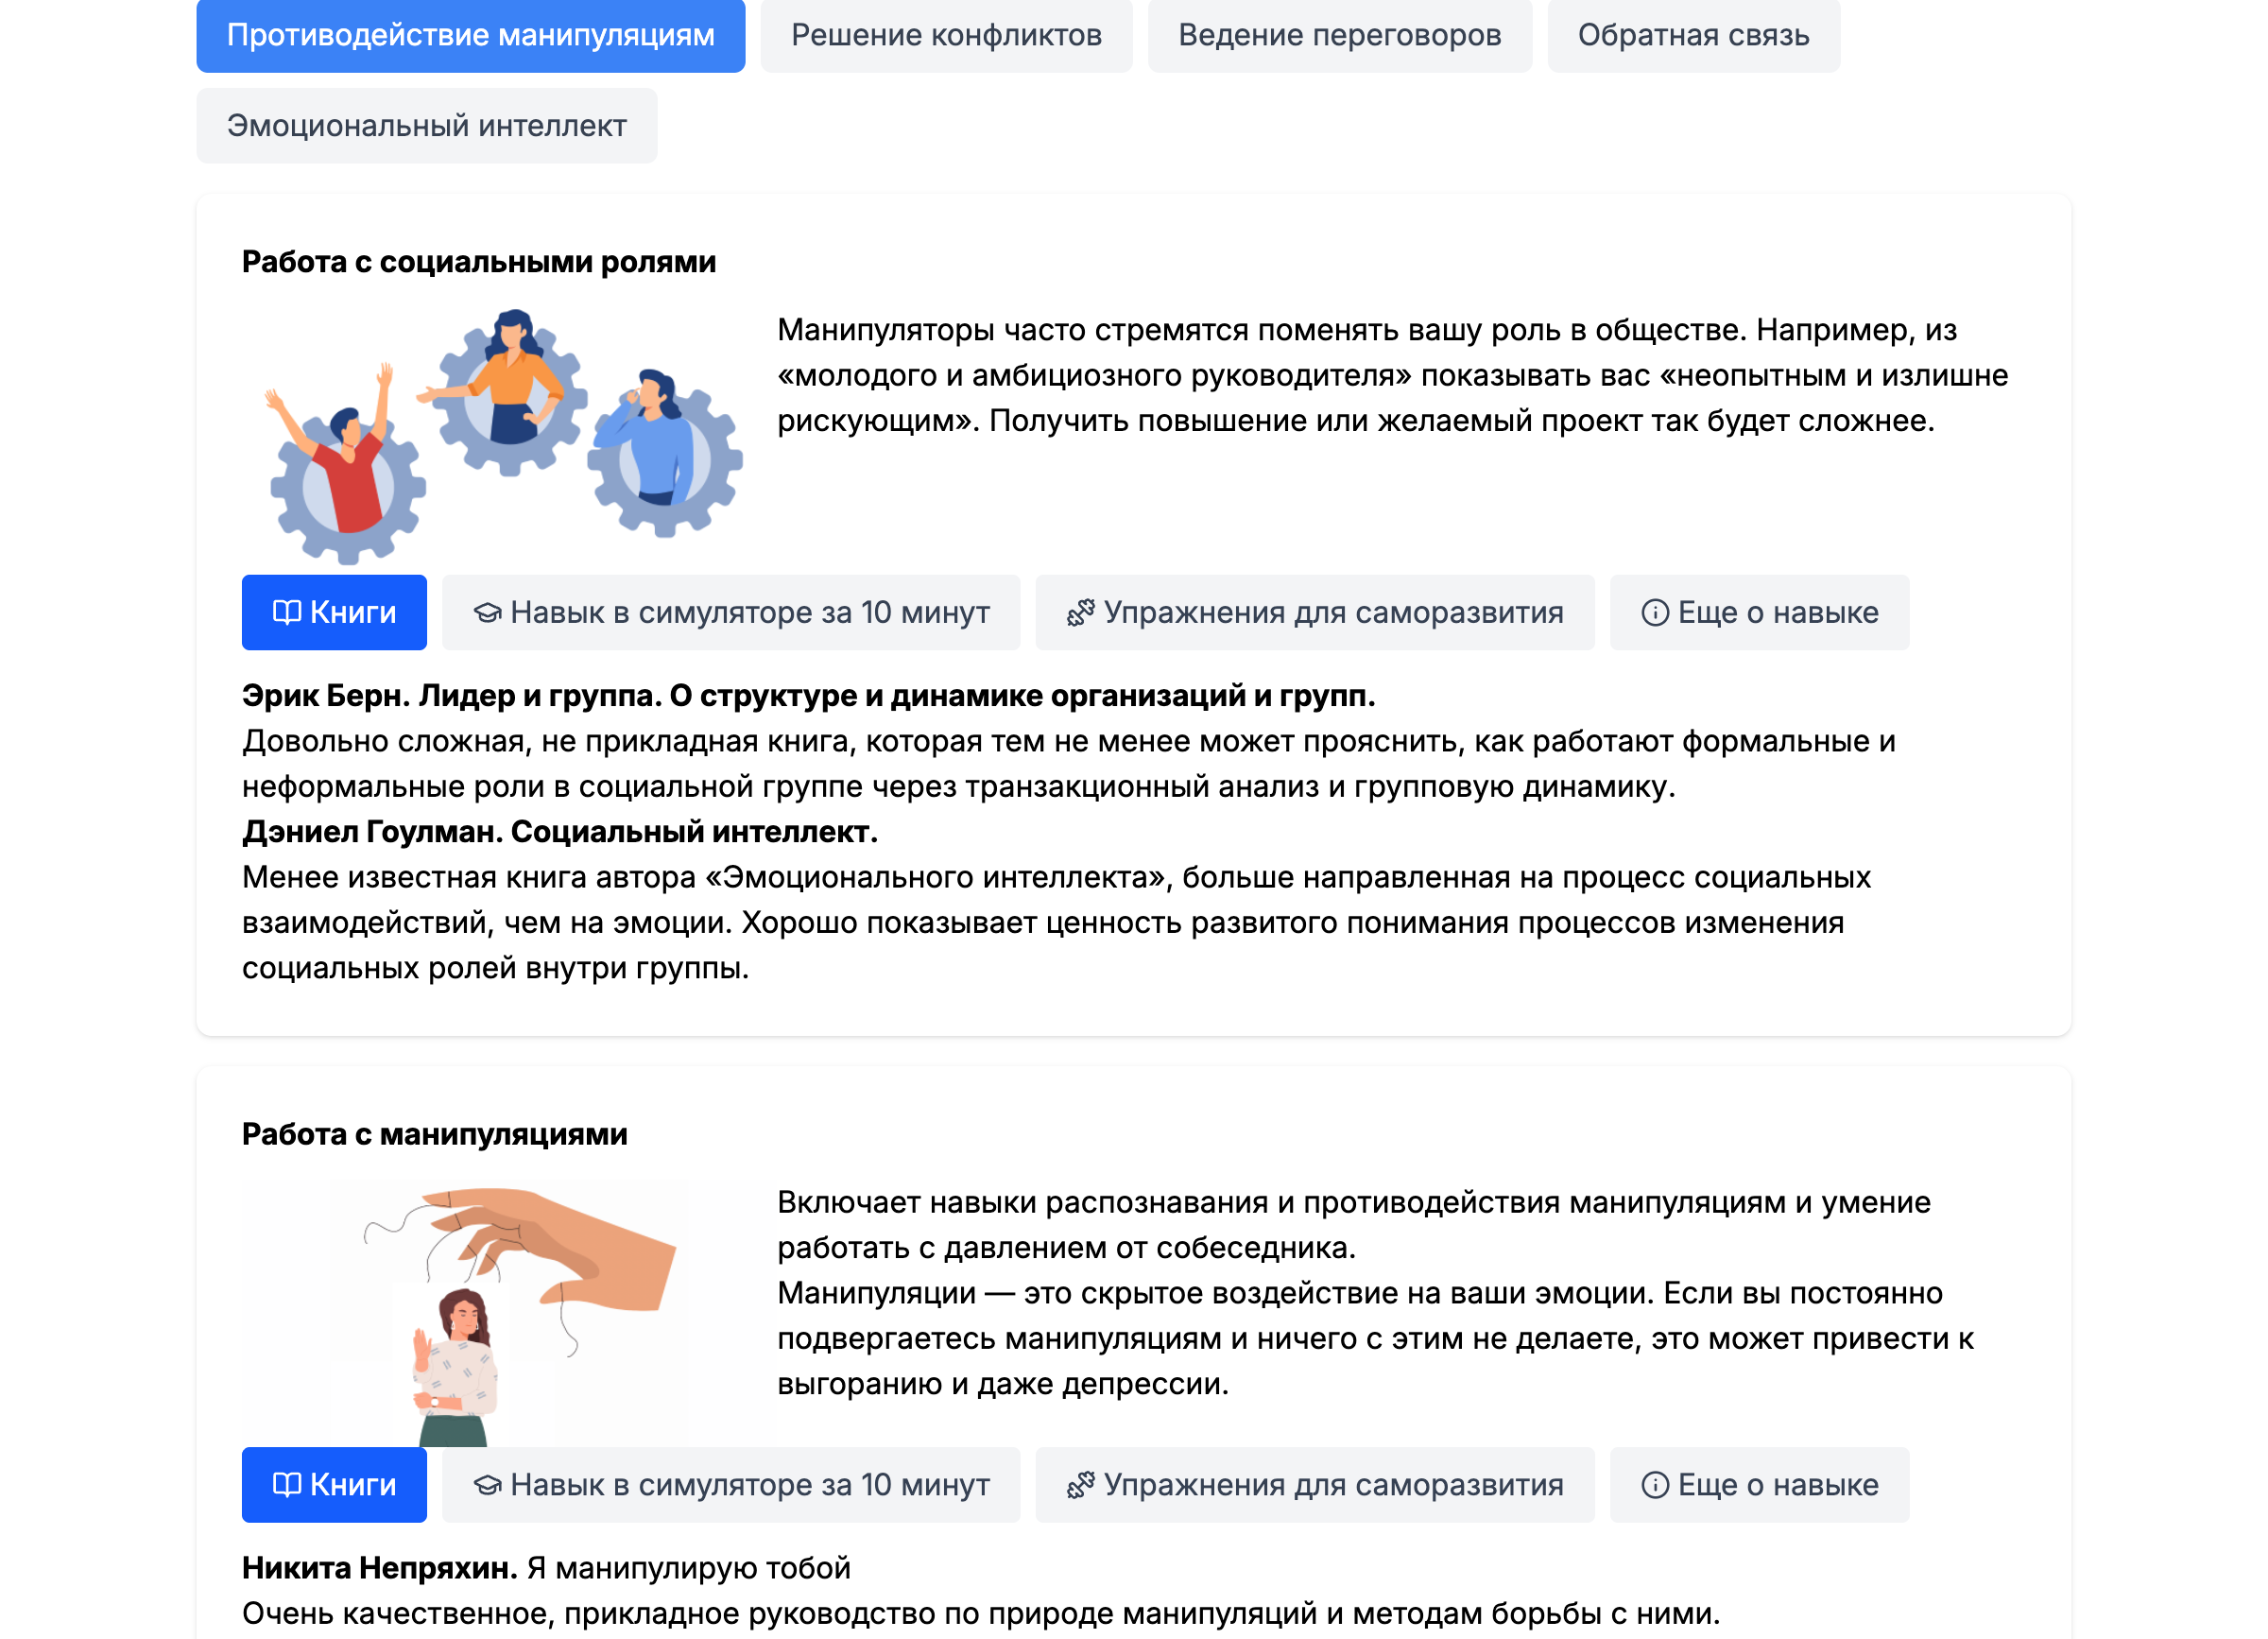 Противодействие манипуляциям
Решение конфликтов
Ведение переговоров
Обратная связь
Эмоциональный интеллект
Работа с социальными ролями
Манипуляторы часто стремятся поменять вашу роль в обществе. Например, из
«молодого и амбициозного руководителя» показывать вас «неопытным и излишне
рискующим». Получить повышение или желаемый проект так будет сложнее.
Книги
Навык в симуляторе за 10 минут
Упражнения для саморазвития
Еще о навыке
Эрик Берн. Лидер и группа. О структуре и динамике организаций и групп.
Довольно сложная, не прикладная книга, которая тем не менее может прояснить, как работают формальные и
неформальные роли в социальной группе через транзакционный анализ и групповую динамику.
Дэниел Гоулман. Социальный интеллект.
Менее известная книга автора «Эмоционального интеллекта», больше направленная на процесс социальных
взаимодействий, чем на эмоции. Хорошо показывает ценность развитого понимания процессов изменения
социальных ролей внутри группы.
Работа с манипуляциями
Включает навыки распознавания и противодействия манипуляциям и умение
работать с давлением от собеседника.
Манипуляции — это скрытое воздействие на ваши эмоции. Если вы постоянно
подвергаетесь манипуляциям и ничего с этим не делаете, это может привести к
выгоранию и даже депрессии.
Книги
Навык в симуляторе за 10 минут
Упражнения для саморазвития
Еще о навыке
Никита Непряхин. Я манипулирую тобой
Очень качественное, прикладное руководство по природе манипуляций и методам борьбы с ними.